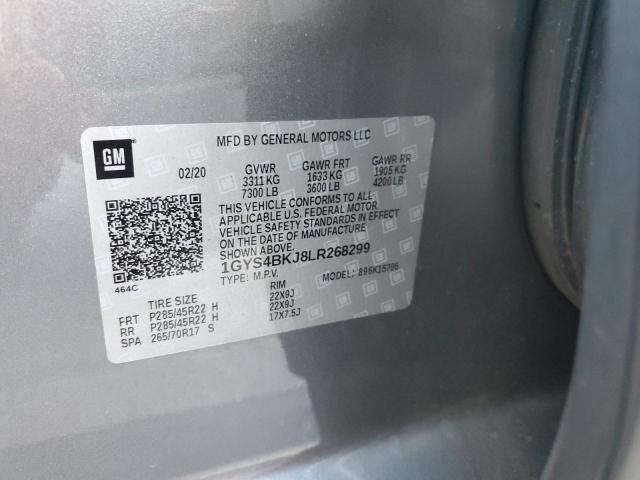 MFD BY GENERAL MOTORS LLC
GM
02/20 GVWR GAWR FRT GAWR RR
3311 KG 1633 KG 1905 KG
7300 LB 3600 LB 4200 LB
THIS VEHICLE CONFORMS TO ALL
APPLICABLE U.S. FEDERAL MOTOR
VEHICLE SAFETY STANDARDS IN EFFECT
ON THE DATE OF MANUFACTURE
SHOWN ABOVE.
1GYS4BKJ8LR268299
TYPE: M.P.V. MODEL: 896K15706
464C
TIRE SIZE RIM
FRT P285/45R22 H 22X9J
RR P285/45R22 H 22X9J
SPA 265/70R17 S 17X7.5J